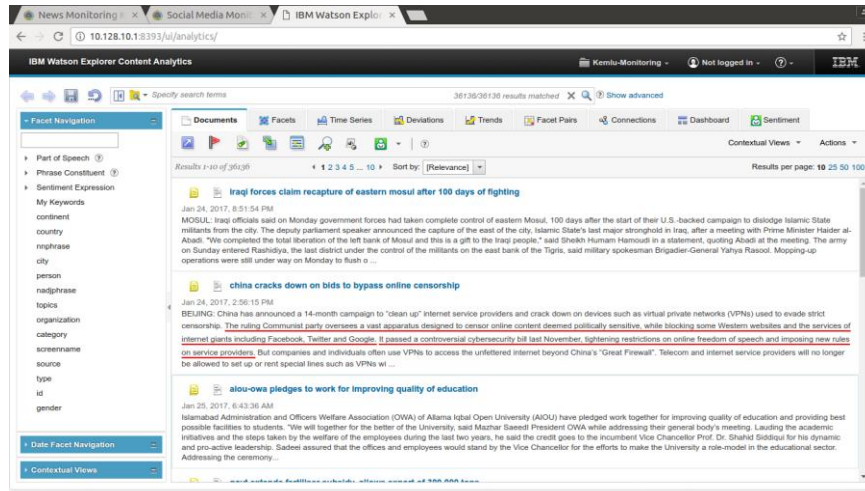 News Monitoring
Social Media Moni
IBM Watson Explor
10.128.10.1:8393/ui/analytics/
IBM Watson Explorer Content Analytics
Kemlu-Monitoring
Not logged in
IBM
Specify search terms
36136/36136 results matched
Show advanced
Facet Navigation
Documents
Facets
Time Series
Deviations
Trends
Facet Pairs
Connections
Dashboard
Sentiment
Contextual Views
Actions
Results 1-10 of 36136
1 2 3 4 5 ... 10
Sort by: [Relevance]
Results per page: 10 25 50 100
Part of Speech
Phrase Constituent
Sentiment Expression
My Keywords
continent
country
nnphrase
city
person
nadjphrase
topics
organization
category
screenname
source
type
id
gender
Date Facet Navigation
Contextual Views
Iraqi forces claim recapture of eastern mosul after 100 days of fighting
Jan 24, 2017, 8:51:54 PM
MOSUL: Iraqi officials said on Monday government forces had taken complete control of eastern Mosul, 100 days after the start of their U.S.-backed campaign to dislodge Islamic State
militants from the city. The deputy parliament speaker announced the capture of the east of the city, Islamic State's last major stronghold in Iraq, after a meeting with Prime Minister Haider al-
Abadi. "We completed the total liberation of the left bank of Mosul and this is a gift to the Iraqi people," said Sheikh Humam Hamoudi in a statement, quoting Abadi at the meeting. The army
on Sunday entered Rashidiya, the last district under the control of the militants on the east bank of the Tigris, said military spokesman Brigadier-General Yahya Rasool. Mopping-up
operations were still under way on Monday to flush o ...
china cracks down on bids to bypass online censorship
Jan 24, 2017, 2:56:15 PM
BEIJING: China has announced a 14-month campaign to "clean up" internet service providers and crack down on devices such as virtual private networks (VPNs) used to evade strict
censorship. The ruling Communist party oversees a vast apparatus designed to censor online content deemed politically sensitive, while blocking some Western websites and the services of
internet giants including Facebook, Twitter and Google. It passed a controversial cybersecurity bill last November, tightening restrictions on online freedom of speech and imposing new rules
on service providers. But companies and individuals often use VPNs to access the unfettered internet beyond China's "Great Firewall". Telecom and internet service providers will no longer
be allowed to set up or rent special lines such as VPNs wi ...
aiou-owa pledges to work for improving quality of education
Jan 25, 2017, 6:43:36 AM
Islamabad Administration and Officers Welfare Association (OWA) of Allama Iqbal Open University (AIOU) have pledged work together for improving quality of education and providing best
possible facilities to students. "We will together for the better of the University, said Mazhar Saeedl President OWA while addressing their general body's meeting. Lauding the academic
initiatives and the steps taken by the welfare of the employees during the last two years, he said the credit goes to the incumbent Vice Chancellor Prof. Dr. Shahid Siddiqui for his dynamic
and pro-active leadership. Sadeei assured that the offices and employees would stand by the Vice Chancellor for the efforts to make the University a role-model in the educational sector.
Addressing the ceremony...